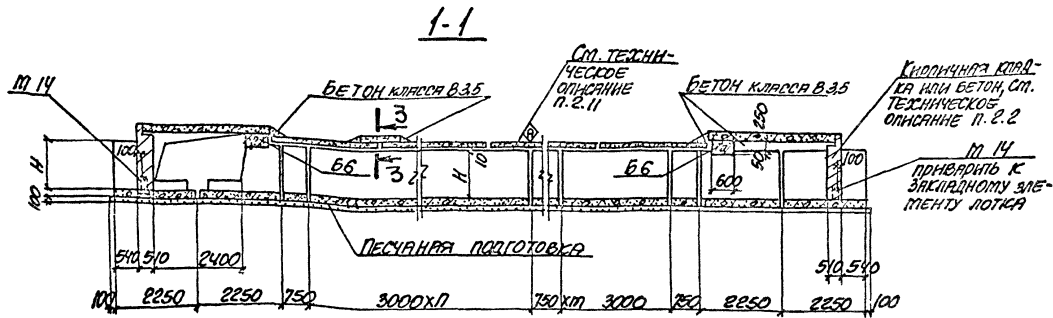 1-1
М 14
БЕТОН КЛАССА В 3,5
3
СМ. ТЕХНИ-
ЧЕСКОЕ
ОПИСАНИЕ
П. 2.11
БЕТОН КЛАССА В 3,5
КИРПИЧНАЯ КЛАД-
КА ИЛИ БЕТОН, СМ.
ТЕХНИЧЕСКОЕ
ОПИСАНИЕ П. 2.2
А
250
100
Н
100
Б6
3
Н
10
Б6
600
50
100
М 14
ПРИВАРИТЬ К
ЗАКЛАДНОМУ ЭЛЕ-
МЕНТУ ЛОТКА
ПЕСЧАНАЯ ПОДГОТОВКА
540 510 2400
510 540
100 2250 2250 750 3000хП 750 хm 3000 750 2250 2250 100